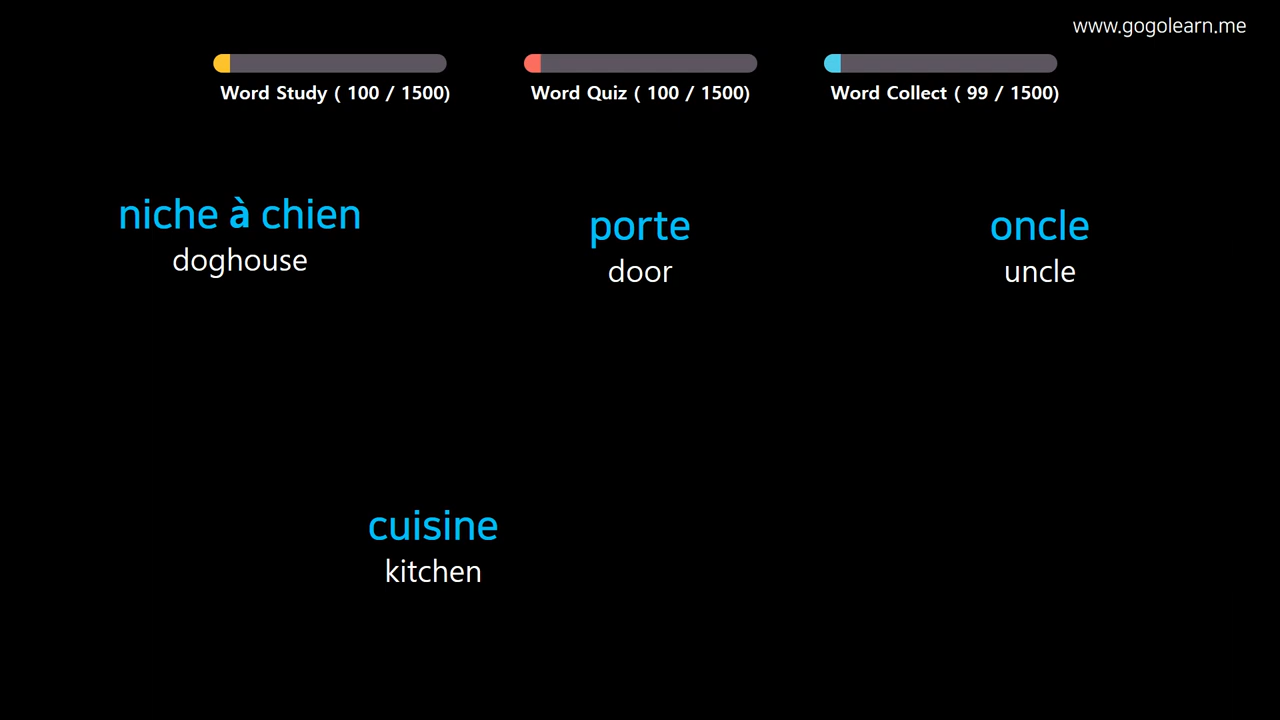 www.gogolearn.me
Word Study ( 100 / 1500)
Word Quiz ( 100 / 1500)
Word Collect ( 99 / 1500)
niche à chien
doghouse
porte
door
oncle
uncle
cuisine
kitchen